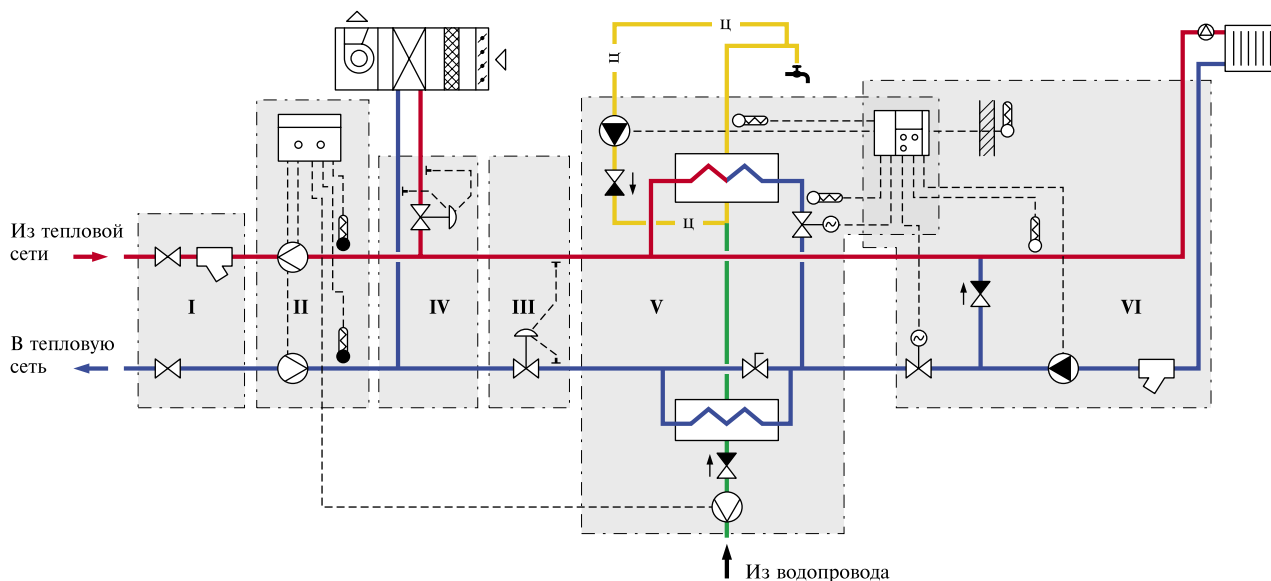 ц
ц
Из тепловой
сети
ц
I
II
IV
III
V
VI
В тепловую
сеть
Из водопровода